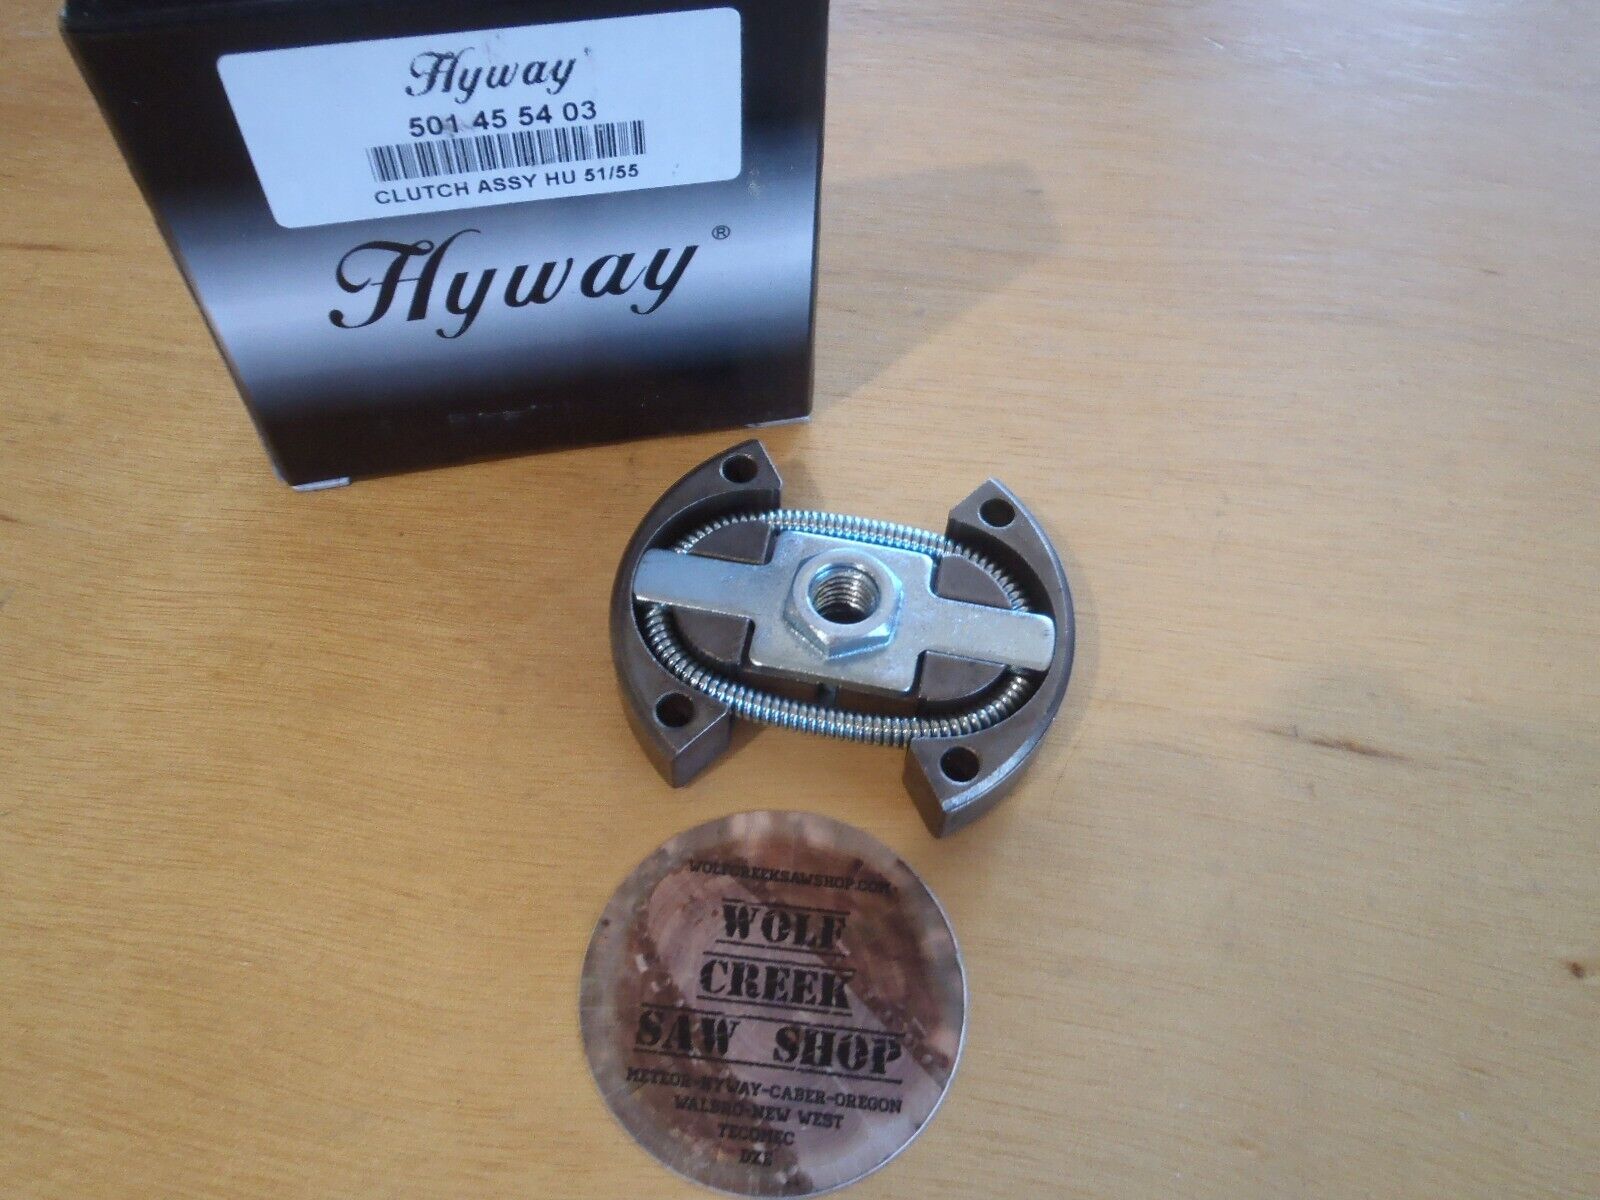 Hyway
501 45 54 03
CLUTCH ASSY HU 51/55
Hyway®
WOLFCREEKSAWSHOP.COM
WOLF
CREEK
SAW SHOP
METEOR-HYWAY-CABER-OREGON
WALBRO-NEW WEST
TECOMEC
DZE